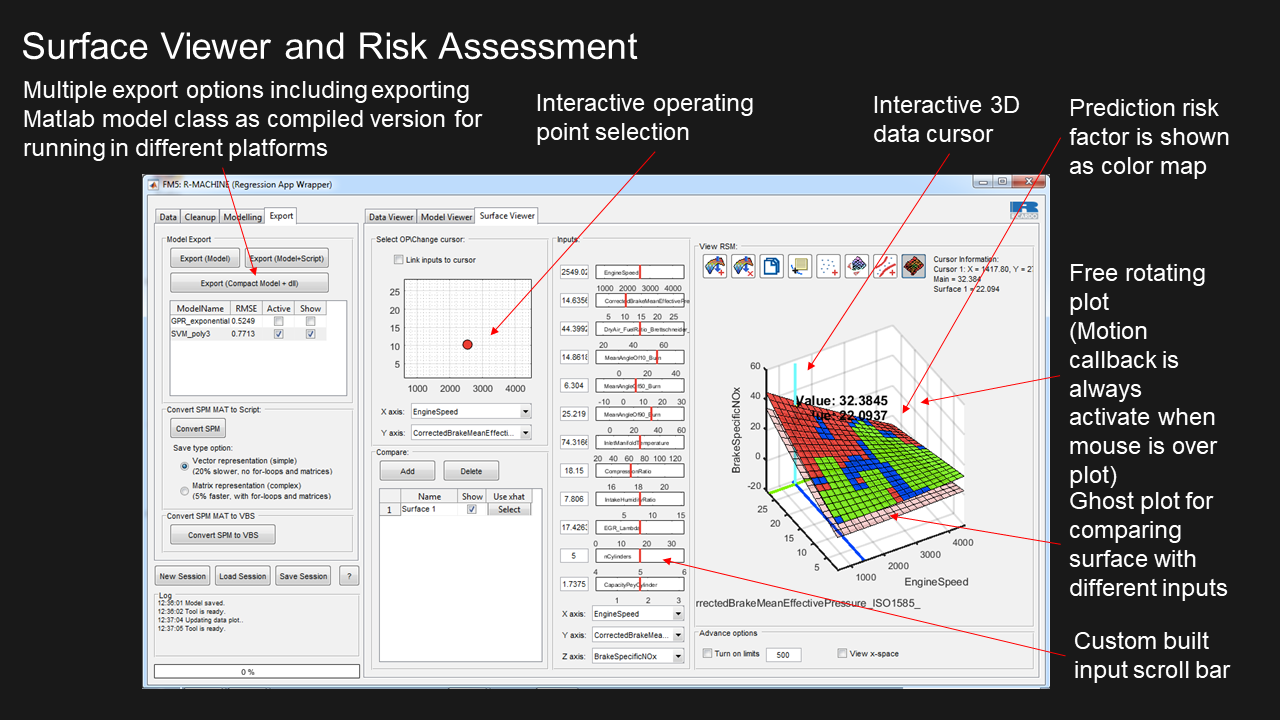 Surface Viewer and Risk Assessment
Multiple export options including exporting
Matlab model class as compiled version for
running in different platforms
Interactive operating
point selection
Interactive 3D
data cursor
Prediction risk
factor is shown
as color map
Free rotating
plot
(Motion
callback is
always
activate when
mouse is over
plot)
Ghost plot for
comparing
surface with
different inputs
Custom built
input scroll bar
FM5: R-MACHINE (Regression App Wrapper)
Data Cleanup Modelling Export
Model Export
Export (Model) Export (Model+Script)
Export (Compact Model + dll)
ModelName RMSE Active Show
GPR_exponential 0.5249
SVM_poly3 0.7713
Convert SPM MAT to Script:
Convert SPM
Save type option:
Vector representation (simple)
(20% slower, no for-loops and matrices)
Matrix representation (complex)
(5% faster, with for-loops and matrices)
Convert SPM MAT to VBS
Convert SPM to VBS
New Session Load Session Save Session ?
Log
12:36:01 Model saved.
12:36:02 Tool is ready.
12:37:04 Updating data plot..
12:37:05 Tool is ready.
0 %
Data Viewer Model Viewer Surface Viewer
Select OP\Change cursor:
Link inputs to cursor
25
20
15
10
5
1000 2000 3000 4000
X axis: EngineSpeed
Y axis: CorrectedBrakeMeanEffecti...
Compare:
Add Delete
Name Show Use xhat
1 Surface 1 Select
Inputs:
2549.02 EngineSpeed
1000 2000 3000 4000
14.6356 CorrectedBrakeMeanEffectivePre
5 10 15 20 25
44.3992 DryAir_FuelRatio_Brettschneider_
20 40 60
14.8618 MeanAngleOf10_Burn
0 20 40
6.304 MeanAngleOf50_Burn
-10 0 10 20 30
25.219 MeanAngleOf90_Burn
0 20 40 60
74.3166 InletManifoldTemperature
20 40 60 80 100 120
18.15 CompressionRatio
16 18 20
7.806 IntakeHumidityRatio
5 10 15
17.4263 EGR_Lambda
0 10 20 30
5 nCylinders
4 5 6
1.7375 CapacityPeyCylinder
1 2 3
X axis: EngineSpeed
Y axis: CorrectedBrakeMea...
Z axis: BrakeSpecificNOx
RICARDO
View RSM:
Cursor Information:
Cursor 1: X = 1417.80, Y = 2
Main = 32.384
Surface 1 = 22.094
60
40
20
0
-20
BrakeSpecificNOx
Value: 32.3845
22.0937
25
20
15
10
5
1000
2000
3000
4000
EngineSpeed
rrectedBrakeMeanEffectivePressure_ISO1585_
Advance options
Turn on limits 500 View x-space